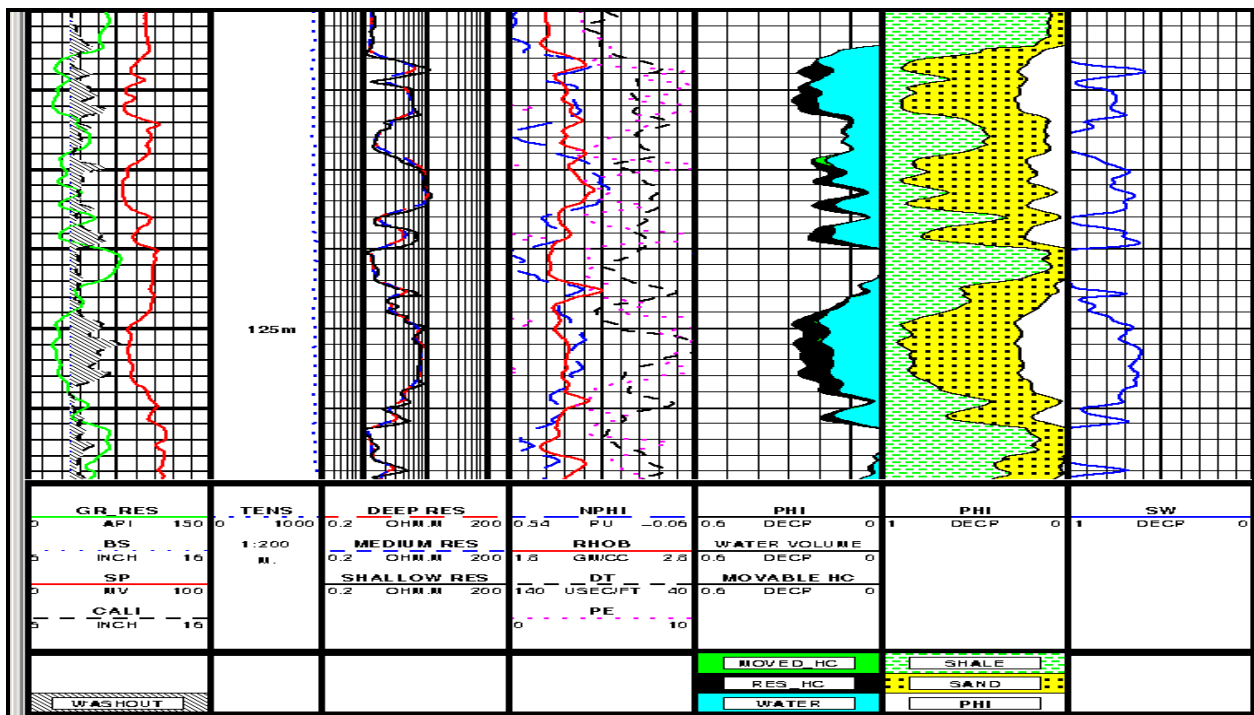 125m
GR_RES
0 API 150
BS
6 INCH 16
SP
0 MV 100
CALI
6 INCH 16
TENS
0 1000
1:200
M.
DEEP RES
0.2 OHM.M 200
MEDIUM RES
0.2 OHM.M 200
SHALLOW RES
0.2 OHM.M 200
NPHI
0.54 PU -0.06
RHOB
1.8 GM/CC 2.8
DT
140 USEC/FT 40
PE
0 10
PHI
0.6 DECP 0
WATER VOLUME
0.6 DECP 0
MOVABLE HC
0.6 DECP 0
PHI
1 DECP 0
SW
1 DECP 0
WASHOUT
MOVED_HC
RES_HC
WATER
SHALE
SAND
PHI